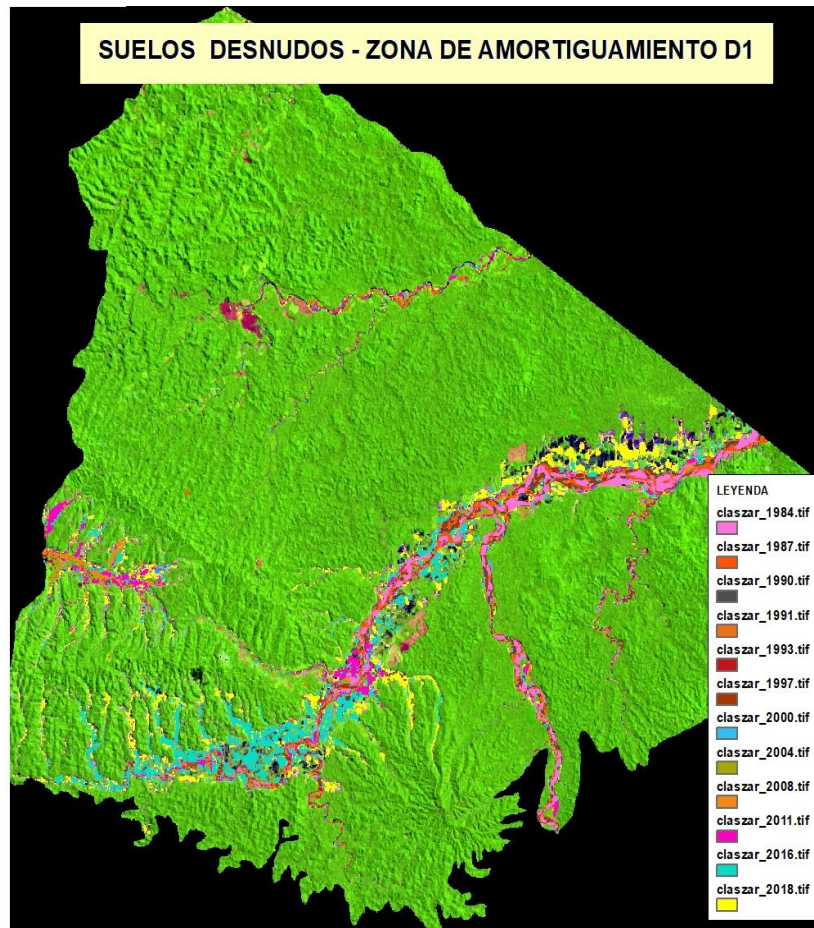 SUELOS DESNUDOS - ZONA DE AMORTIGUAMIENTO D1
LEYENDA
claszar_1984.tif
claszar_1987.tif
claszar_1990.tif
claszar_1991.tif
claszar_1993.tif
claszar_1997.tif
claszar_2000.tif
claszar_2004.tif
claszar_2008.tif
claszar_2011.tif
claszar_2016.tif
claszar_2018.tif